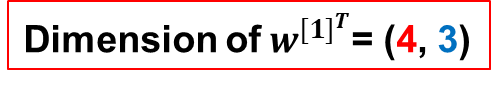 Dimension of w[1]T = (4, 3)